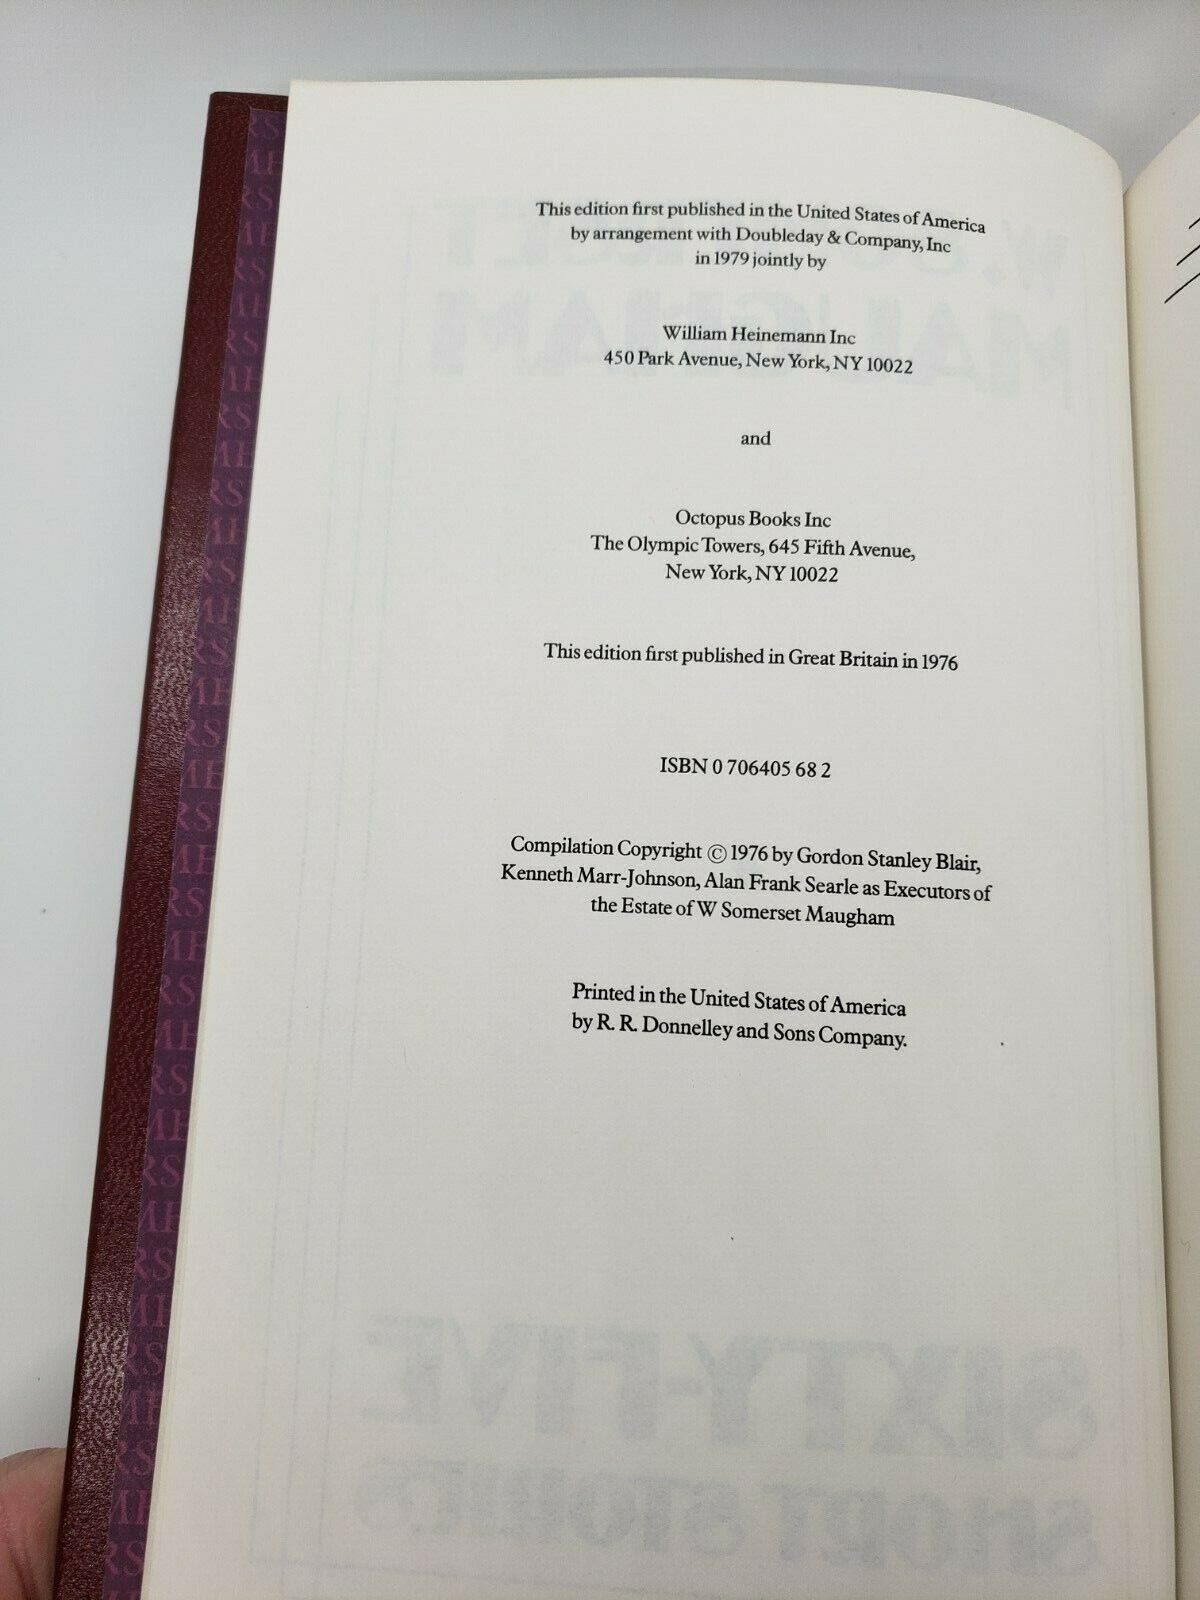 This edition first published in the United States of America
by arrangement with Doubleday & Company, Inc
in 1979 jointly by
William Heinemann Inc
450 Park Avenue, New York, NY 10022
and
Octopus Books Inc
The Olympic Towers, 645 Fifth Avenue,
New York, NY 10022
This edition first published in Great Britain in 1976
ISBN 0 706405 68 2
Compilation Copyright © 1976 by Gordon Stanley Blair,
Kenneth Marr-Johnson, Alan Frank Searle as Executors of
the Estate of W Somerset Maugham
Printed in the United States of America
by R. R. Donnelley and Sons Company.
SIXTY-FIVE
SHORT STORIES